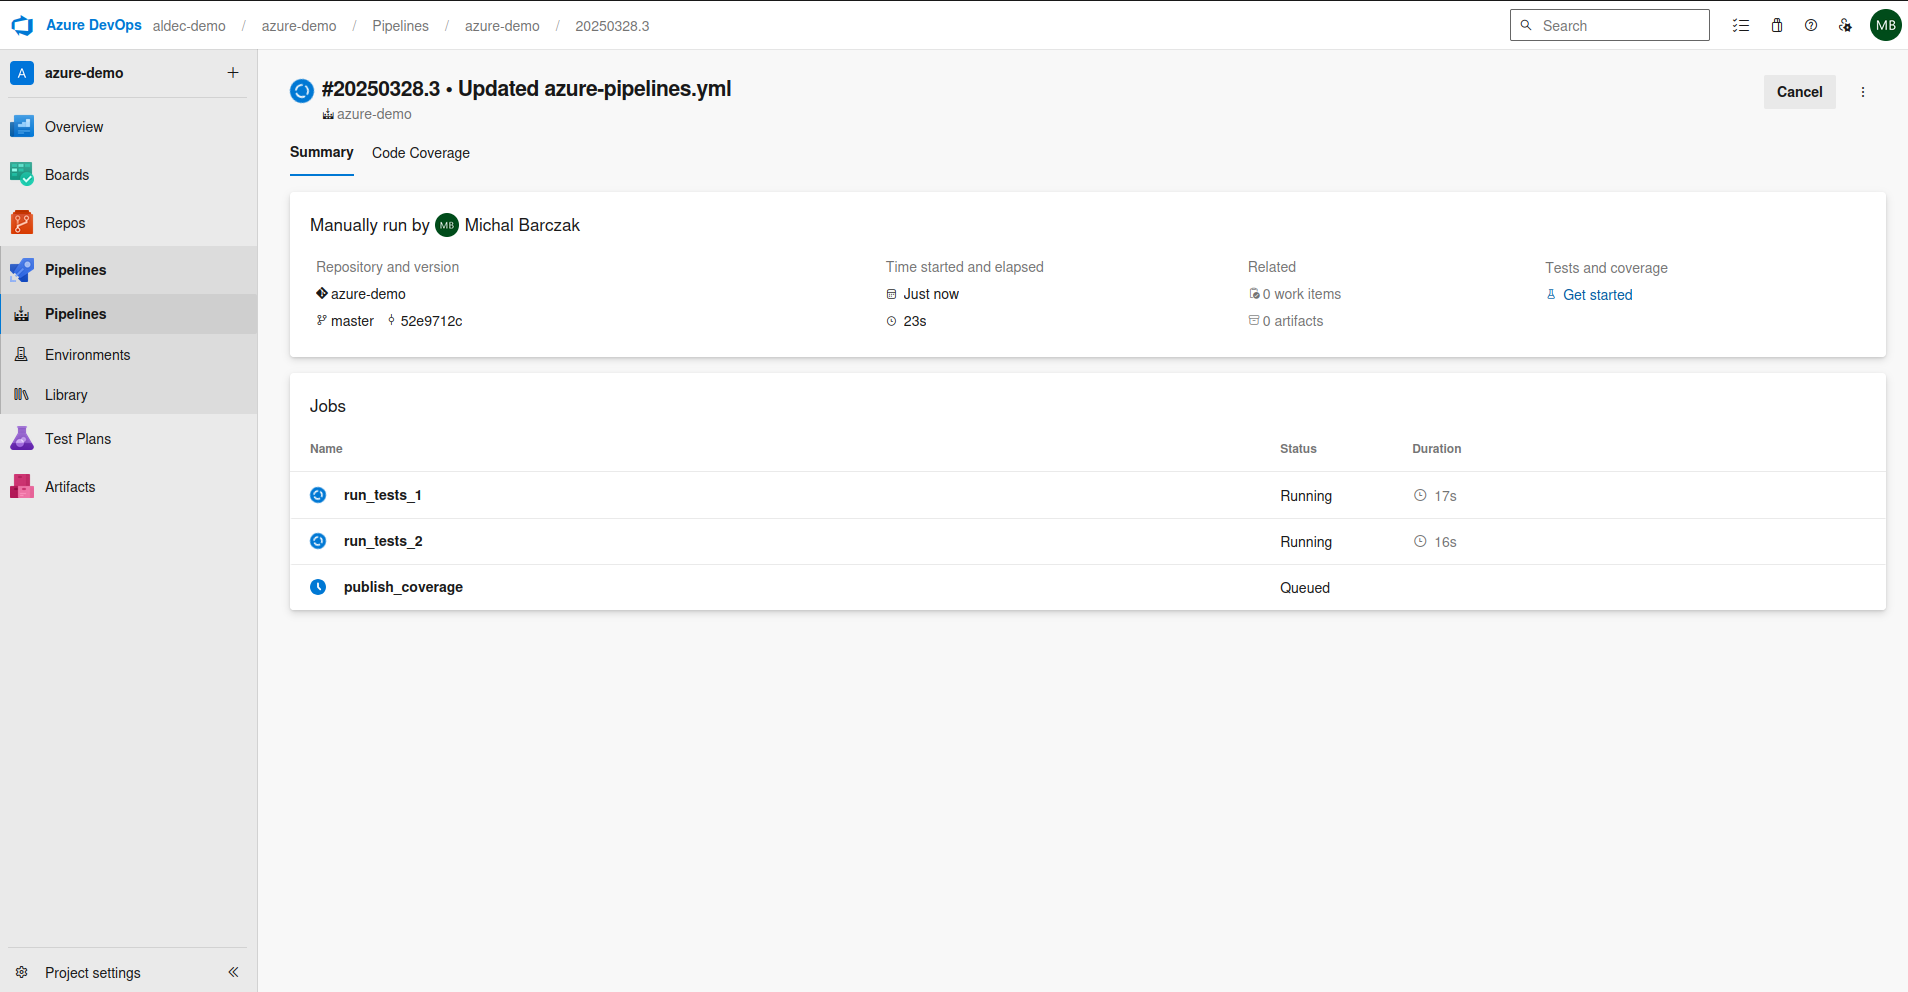 Azure DevOps aldec-demo / azure-demo / Pipelines / azure-demo / 20250328.3
Search
MB
A azure-demo
Overview
Boards
Repos
Pipelines
Pipelines
Environments
Library
Test Plans
Artifacts
Project settings
#20250328.3 • Updated azure-pipelines.yml
azure-demo
Cancel
Summary Code Coverage
Manually run by MB Michal Barczak
Repository and version Time started and elapsed Related Tests and coverage
azure-demo Just now 0 work items Get started
master 52e9712c 23s 0 artifacts
Jobs
Name Status Duration
run_tests_1 Running 17s
run_tests_2 Running 16s
publish_coverage Queued